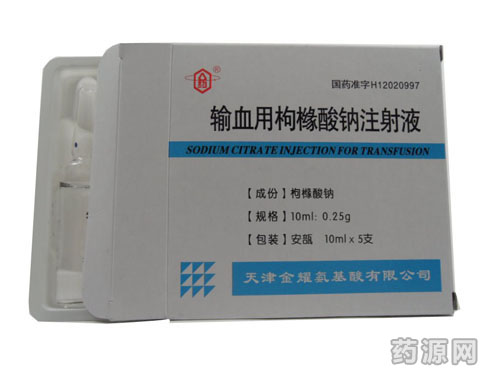 国药准字H12020997
输血用枸橼酸钠注射液
SODIUM CITRATE INJECTION FOR TRANSFUSION
【成份】枸橼酸钠
【规格】10ml: 0.25g
【包装】安瓿 10ml x 5支
天津金耀氨基酸有限公司
药源网